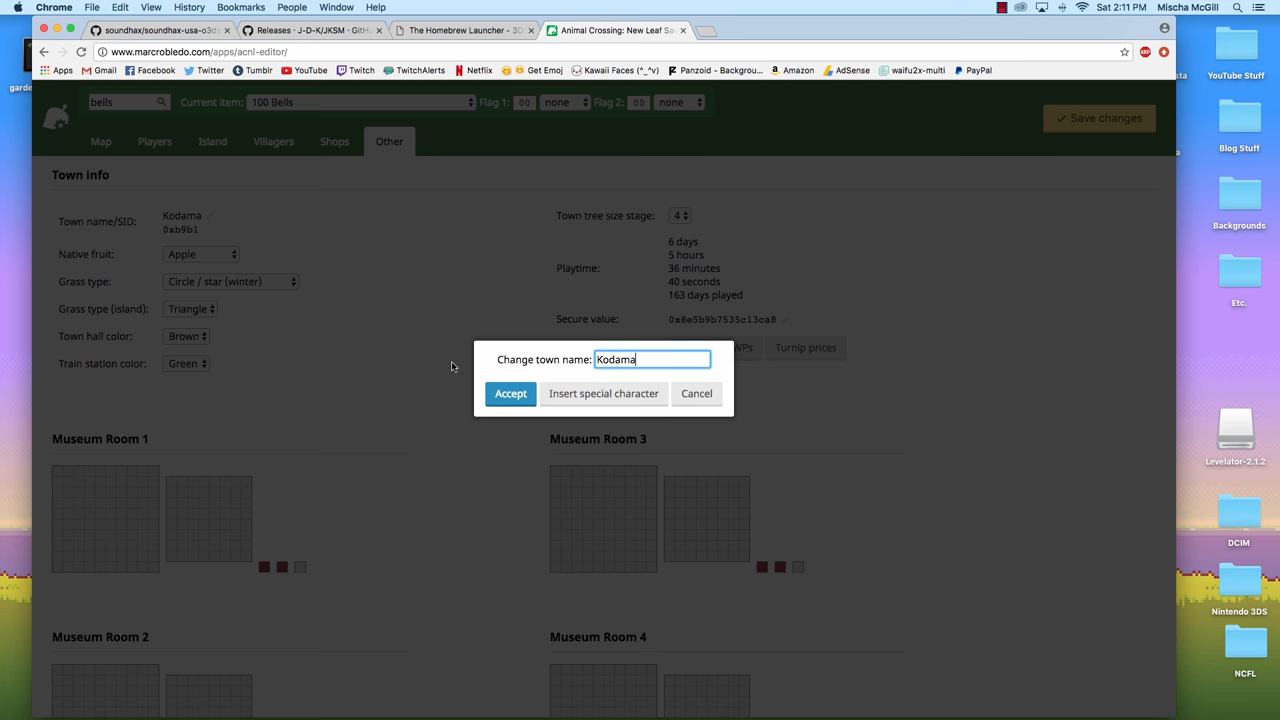 Chrome File Edit View History Bookmarks People Window Help
Sat 2:11 PM Mischa McGill
soundhax/soundhax-usa-o3d
Releases · J-D-K/JKSM · GitH
The Homebrew Launcher - 3D
Animal Crossing: New Leaf Sa
www.marcrobledo.com/apps/acnl-editor/
Apps Gmail Facebook Twitter Tumblr YouTube Twitch TwitchAlerts Netflix Get Emoj Kawaii Faces (^_^v) Panzoid - Backgrou... Amazon AdSense waifu2x-multi PayPal
bells Current item: 100 Bells Flag 1: 00 none Flag 2: 00 none
✓ Save changes
Map Players Island Villagers Shops Other
Town info
Town name/SID: Kodama
0xb9b1
Native fruit: Apple
Grass type: Circle / star (winter)
Grass type (island): Triangle
Town hall color: Brown
Train station color: Green
Town tree size stage: 4
Playtime:
6 days
5 hours
36 minutes
40 seconds
163 days played
Secure value: 0x8e5b9b7535c13ca8
WPs Turnip prices
Change town name: Kodama
Accept Insert special character Cancel
Museum Room 1
Museum Room 3
Museum Room 2
Museum Room 4
garde
YouTube Stuff
Blog Stuff
Backgrounds
Etc.
Levelator-2.1.2
DCIM
Nintendo 3DS
NCFL